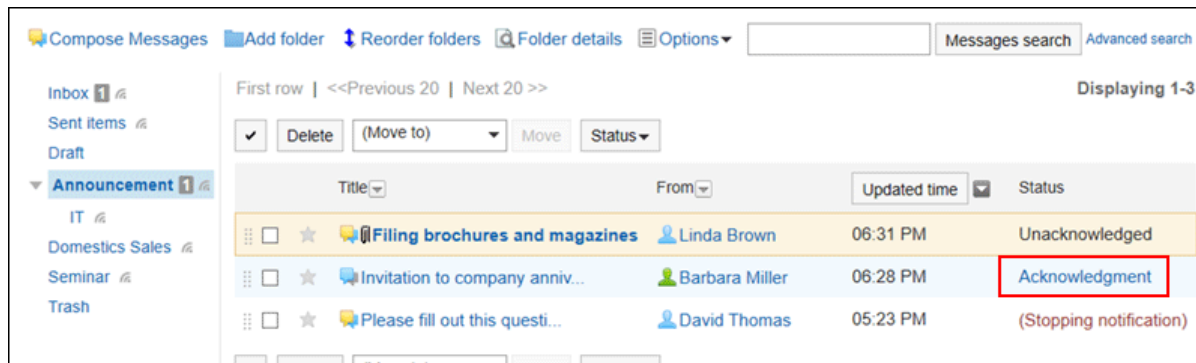 Compose Messages Add folder Reorder folders Folder details Options Messages search Advanced search
First row | <<Previous 20 | Next 20 >> Displaying 1-3
Inbox 1
Sent items
Draft
Announcement 1
IT
Domestics Sales
Seminar
Trash
Delete (Move to) Move Status
Title From Updated time Status
Filing brochures and magazines Linda Brown 06:31 PM Unacknowledged
Invitation to company anniv... Barbara Miller 06:28 PM Acknowledgment
Please fill out this questi... David Thomas 05:23 PM (Stopping notification)